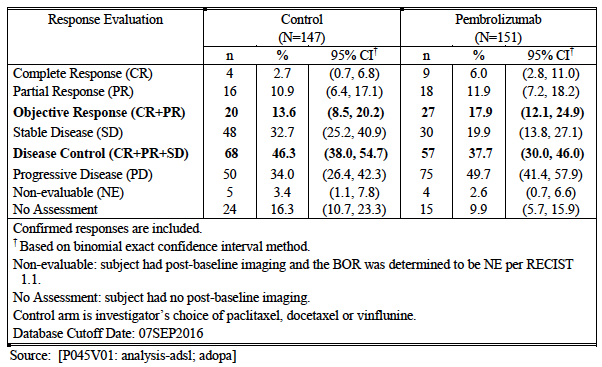 Response Evaluation Control Pembrolizumab
(N=147) (N=151)
n % 95% CI† n % 95% CI†
Complete Response (CR) 4 2.7 (0.7, 6.8) 9 6.0 (2.8, 11.0)
Partial Response (PR) 16 10.9 (6.4, 17.1) 18 11.9 (7.2, 18.2)
Objective Response (CR+PR) 20 13.6 (8.5, 20.2) 27 17.9 (12.1, 24.9)
Stable Disease (SD) 48 32.7 (25.2, 40.9) 30 19.9 (13.8, 27.1)
Disease Control (CR+PR+SD) 68 46.3 (38.0, 54.7) 57 37.7 (30.0, 46.0)
Progressive Disease (PD) 50 34.0 (26.4, 42.3) 75 49.7 (41.4, 57.9)
Non-evaluable (NE) 5 3.4 (1.1, 7.8) 4 2.6 (0.7, 6.6)
No Assessment 24 16.3 (10.7, 23.3) 15 9.9 (5.7, 15.9)
Confirmed responses are included.
† Based on binomial exact confidence interval method.
Non-evaluable: subject had post-baseline imaging and the BOR was determined to be NE per RECIST
1.1.
No Assessment: subject had no post-baseline imaging.
Control arm is investigator's choice of paclitaxel, docetaxel or vinflunine.
Database Cutoff Date: 07SEP2016
Source: [P045V01: analysis-adsl; adopa]